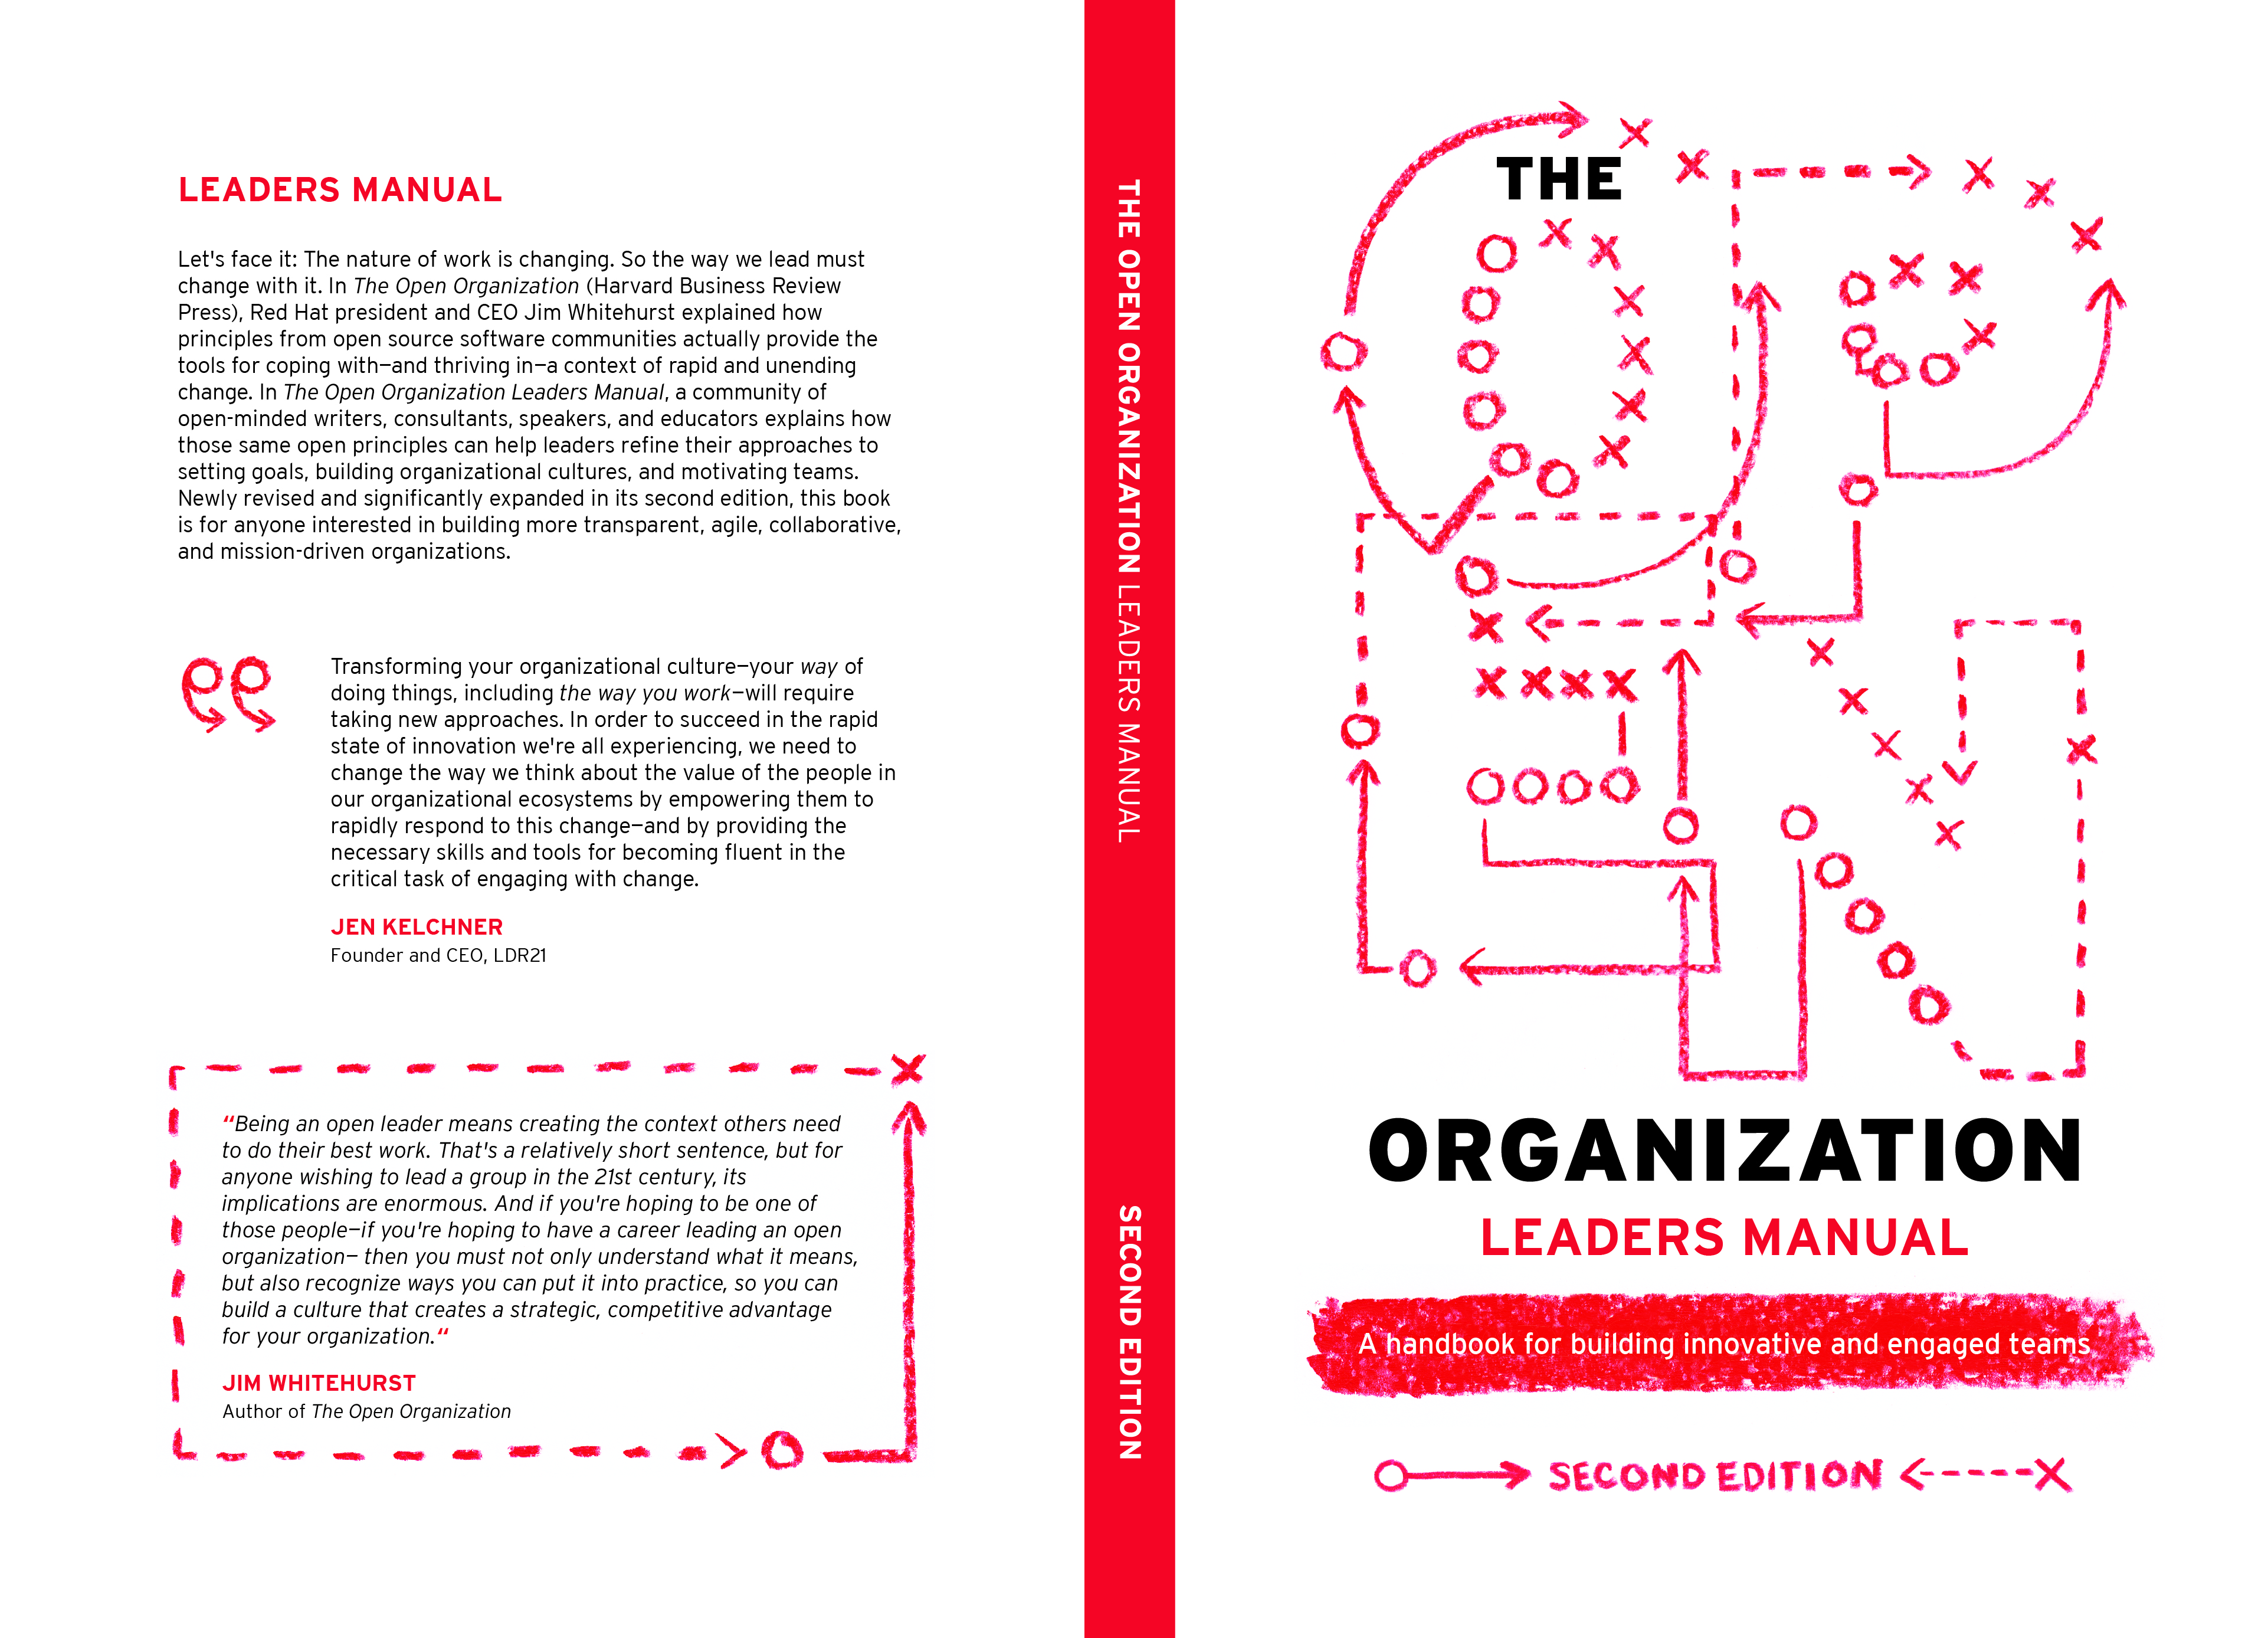 LEADERS MANUAL
Let's face it: The nature of work is changing. So the way we lead must
change with it. In The Open Organization (Harvard Business Review
Press), Red Hat president and CEO Jim Whitehurst explained how
principles from open source software communities actually provide the
tools for coping with—and thriving in—a context of rapid and unending
change. In The Open Organization Leaders Manual, a community of
open-minded writers, consultants, speakers, and educators explains how
those same open principles can help leaders refine their approaches to
setting goals, building organizational cultures, and motivating teams.
Newly revised and significantly expanded in its second edition, this book
is for anyone interested in building more transparent, agile, collaborative,
and mission-driven organizations.
Transforming your organizational culture—your way of
doing things, including the way you work—will require
taking new approaches. In order to succeed in the rapid
state of innovation we're all experiencing, we need to
change the way we think about the value of the people in
our organizational ecosystems by empowering them to
rapidly respond to this change—and by providing the
necessary skills and tools for becoming fluent in the
critical task of engaging with change.
JEN KELCHNER
Founder and CEO, LDR21
“Being an open leader means creating the context others need
to do their best work. That's a relatively short sentence, but for
anyone wishing to lead a group in the 21st century, its
implications are enormous. And if you're hoping to be one of
those people—if you're hoping to have a career leading an open
organization— then you must not only understand what it means,
but also recognize ways you can put it into practice, so you can
build a culture that creates a strategic, competitive advantage
for your organization.“
JIM WHITEHURST
Author of The Open Organization
THE OPEN ORGANIZATION LEADERS MANUAL
SECOND EDITION
THE
OP
EN
ORGANIZATION
LEADERS MANUAL
A handbook for building innovative and engaged teams
SECOND EDITION